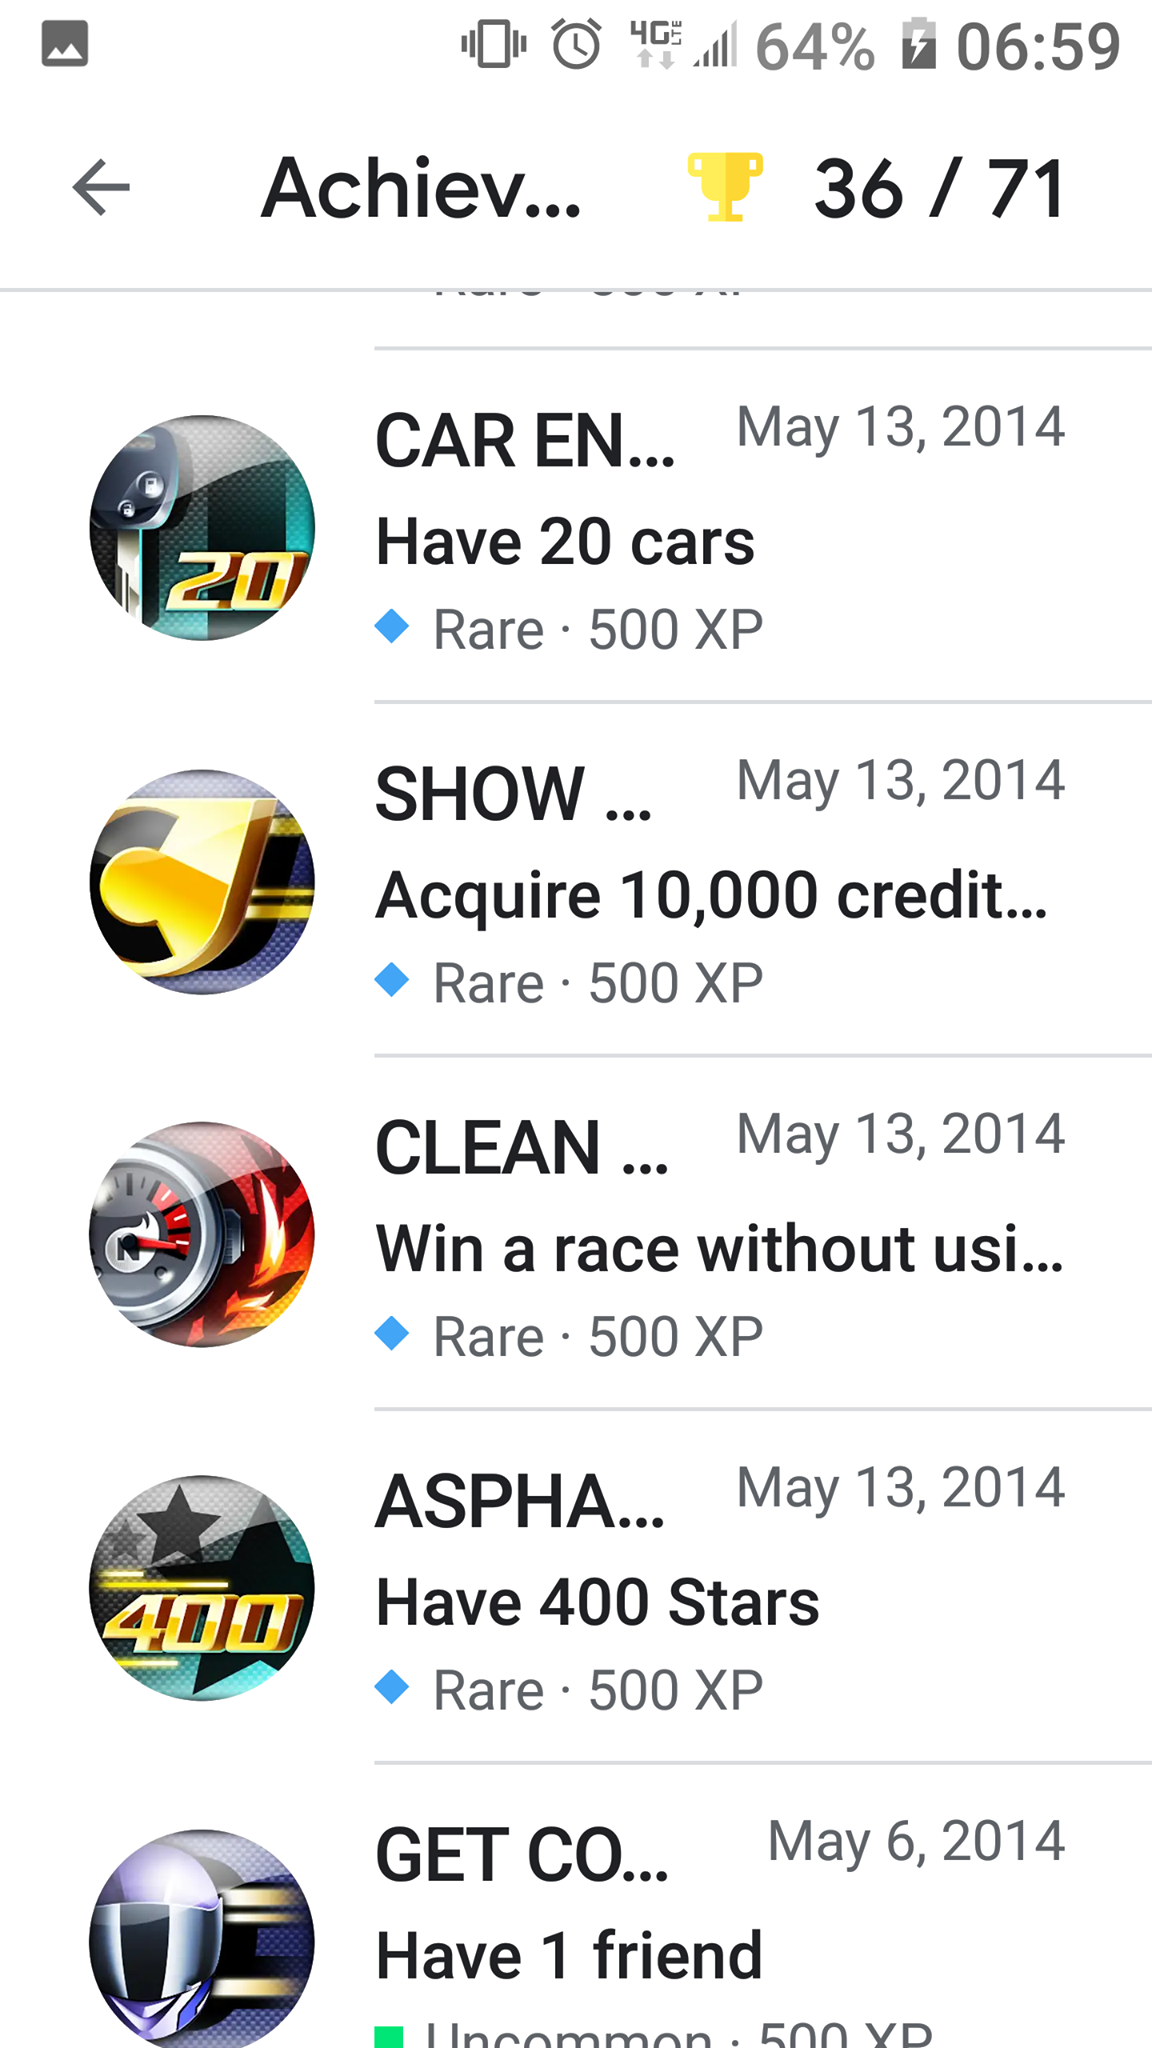 4G LTE 64% 06:59
Achiev... 36 / 71
Rare · 500 XP
CAR EN... May 13, 2014
Have 20 cars
20
Rare · 500 XP
SHOW ... May 13, 2014
Acquire 10,000 credit...
Rare · 500 XP
CLEAN ... May 13, 2014
Win a race without usi...
N
Rare · 500 XP
ASPHA... May 13, 2014
Have 400 Stars
400
Rare · 500 XP
GET CO... May 6, 2014
Have 1 friend
Uncommon · 500 XP